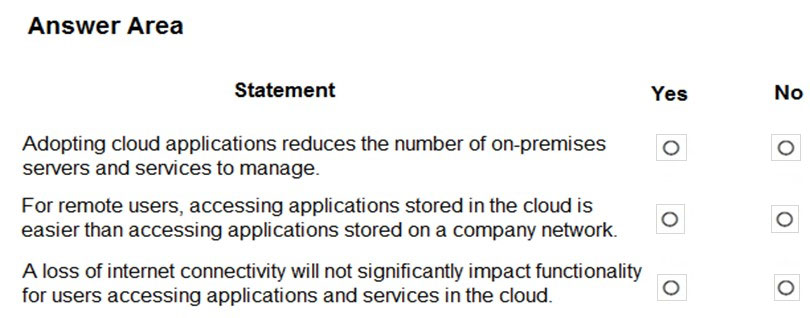 Answer Area
Statement Yes No
Adopting cloud applications reduces the number of on-premises
servers and services to manage.
For remote users, accessing applications stored in the cloud is
easier than accessing applications stored on a company network.
A loss of internet connectivity will not significantly impact functionality
for users accessing applications and services in the cloud.